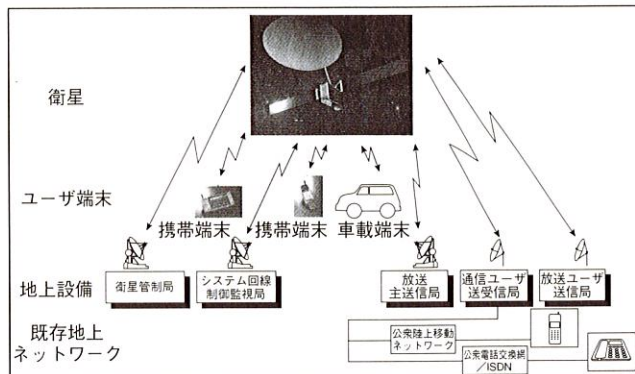 衛星
ユーザ端末
携帯端末
携帯端末
車載端末
地上設備
衛星管制局
システム回線
制御監視局
放送
主送信局
通信ユーザ
送受信局
放送ユーザ
送信局
既存地上
ネットワーク
公衆陸上移動
ネットワーク
公衆電話交換網
／ISDN